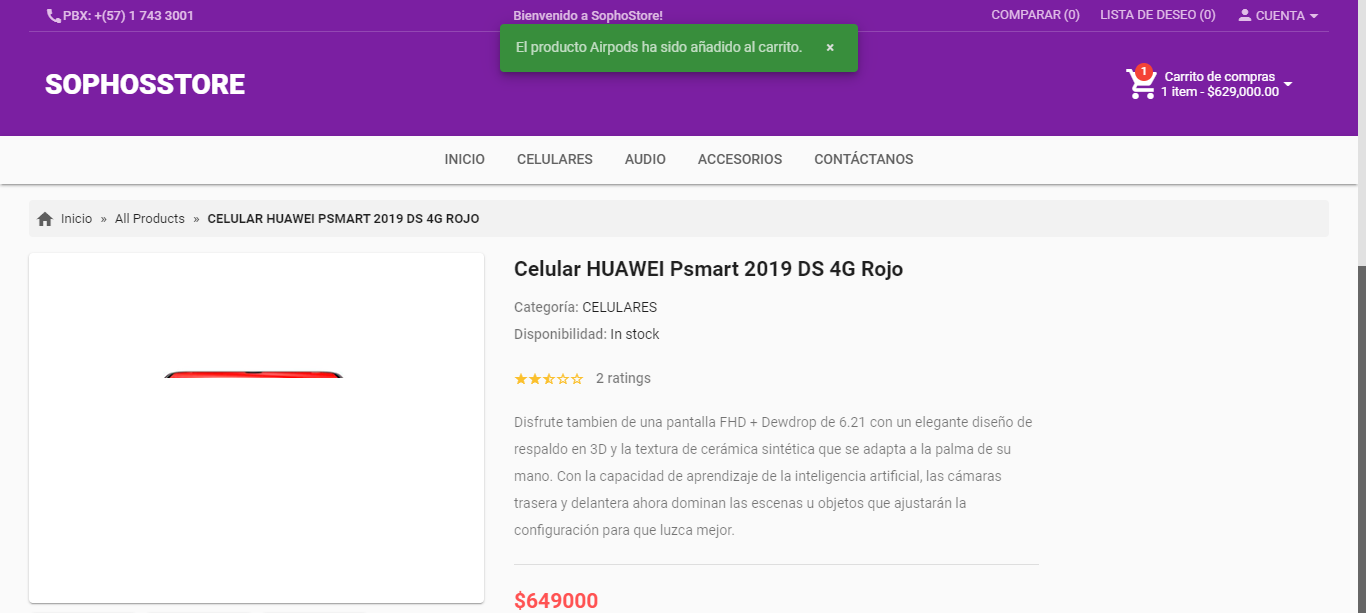 PBX: +(57) 1 743 3001
Bienvenido a SophoStore!
COMPARAR (0) LISTA DE DESEO (0) CUENTA
El producto Airpods ha sido añadido al carrito. ×
SOPHOSSTORE
1
Carrito de compras
1 item - $629,000.00
INICIO CELULARES AUDIO ACCESORIOS CONTÁCTANOS
Inicio » All Products » CELULAR HUAWEI PSMART 2019 DS 4G ROJO
Celular HUAWEI Psmart 2019 DS 4G Rojo
Categoría: CELULARES
Disponibilidad: In stock
2 ratings
Disfrute tambien de una pantalla FHD + Dewdrop de 6.21 con un elegante diseño de
respaldo en 3D y la textura de cerámica sintética que se adapta a la palma de su
mano. Con la capacidad de aprendizaje de la inteligencia artificial, las cámaras
trasera y delantera ahora dominan las escenas u objetos que ajustarán la
configuración para que luzca mejor.
$649000